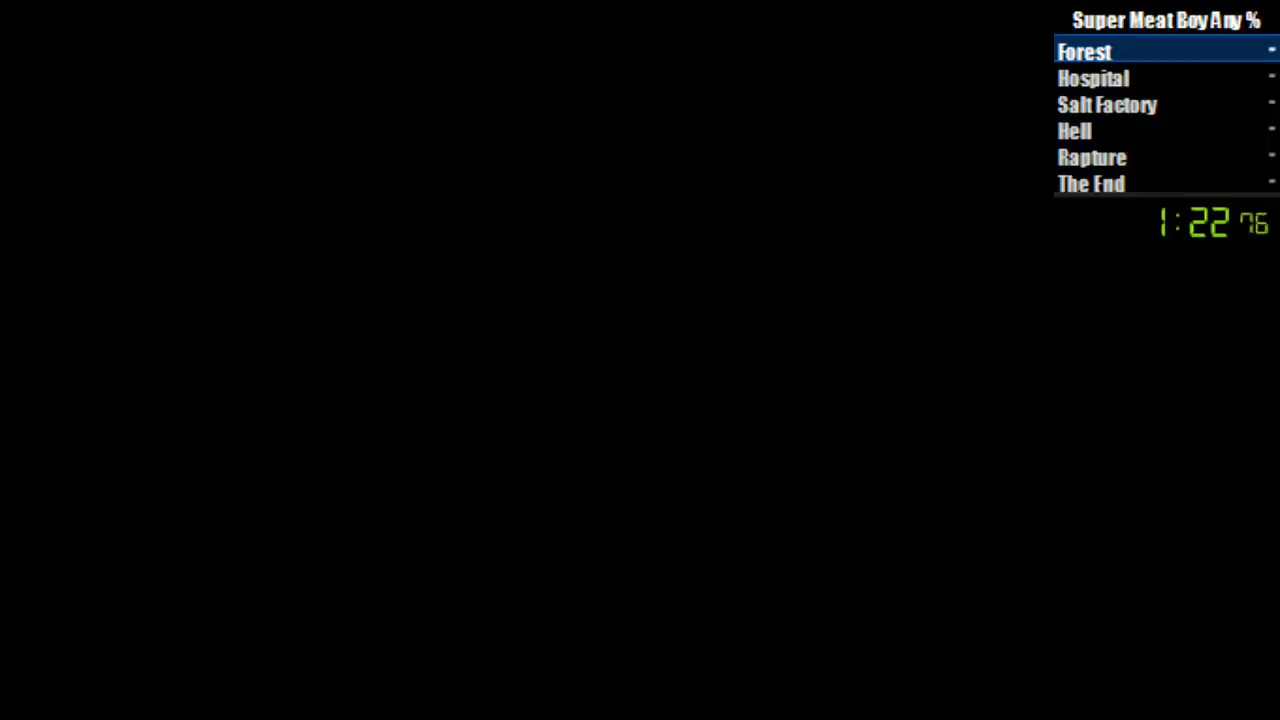 Super Meat Boy Any %
Forest -
Hospital -
Salt Factory -
Hell -
Rapture -
The End -
1:22 76